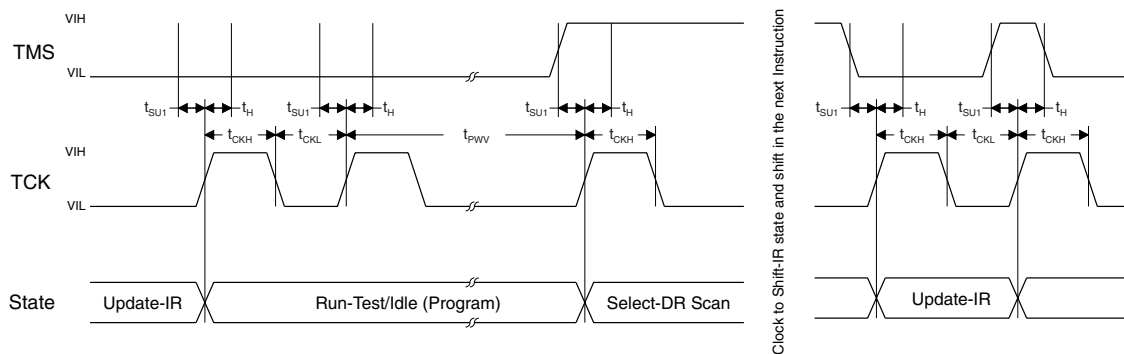 VIH
TMS
VIL
tSU1 tH tSU1 tH tSU1 tH tSU1 tH tSU1 tH
tCKH tCKL tPWV tCKH tCKH tCKL tCKH
VIH
TCK
VIL
State Update-IR Run-Test/Idle (Program) Select-DR Scan Update-IR
Clock to Shift-IR state and shift in the next Instruction